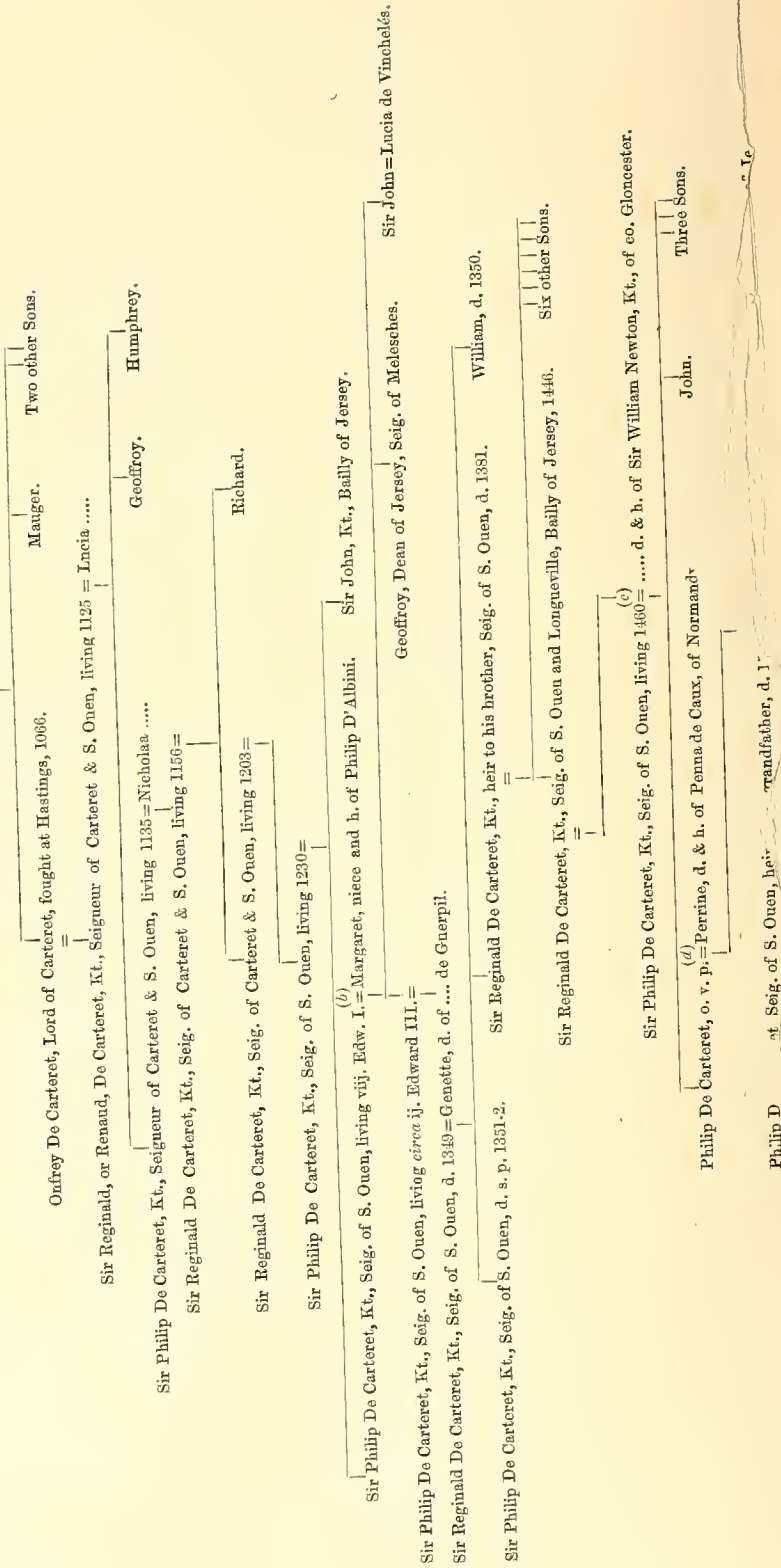 Onfrey De Carteret, Lord of Carteret, fought at Hastings, 1066. Mauger. Two other Sons.
=
Sir Reginald, or Renaud, De Carteret, Kt., Seigneur of Carteret & S. Ouen, living 1125 = Lucia .....
Sir Philip De Carteret, Kt., Seigneur of Carteret & S. Ouen, living 1135=Nicholaa ..... Geoffroy. Humphrey.
Sir Reginald De Carteret, Kt., Seig. of Carteret & S. Ouen, living 1156=
Sir Reginald De Carteret, Kt., Seig. of Carteret & S. Ouen, living 1203= Richard.
Sir Philip De Carteret, Kt., Seig. of S. Ouen, living 1230=
(b)
Sir Philip De Carteret, Kt., Seig. of S. Ouen, living viij. Edw. I.=Margaret, niece and h. of Philip D'Albini. Sir John, Kt., Bailly of Jersey.
Sir Philip De Carteret, Kt., Seig. of S. Ouen, living circa ij. Edward III.= Geoffroy, Dean of Jersey, Seig. of Melesches. Sir John=Lucia de Vinchelés.
Sir Reginald De Carteret, Kt., Seig. of S. Ouen, d. 1349=Genette, d. of .... de Guerpil.
Sir Philip De Carteret, Kt., Seig. of S. Ouen, d. s. p. 1351-2. Sir Reginald De Carteret, Kt., heir to his brother, Seig. of S. Ouen, d. 1381. William, d. 1350.
=
Sir Reginald De Carteret, Kt., Seig. of S. Ouen and Longueville, Bailly of Jersey, 1446. Six other Sons.
=
(c)
Sir Philip De Carteret, Kt., Seig. of S. Ouen, living 1460= ..... d. & h. of Sir William Newton, Kt., of co. Gloncester.
(d)
Philip De Carteret, o. v. p.=Perrine, d. & h. of Penna de Caux, of Normandy John. Three Sons.
Philip D Seig. of S. Ouen, heir grandfather, d.